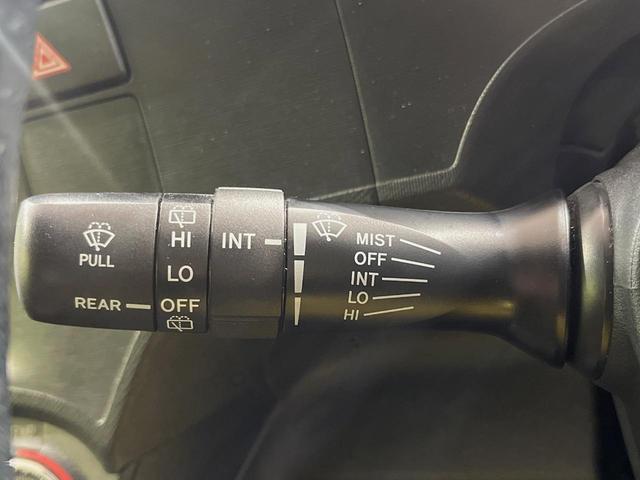 PULL
REAR
HI
LO
OFF
INT
MIST
OFF
INT
LO
HI